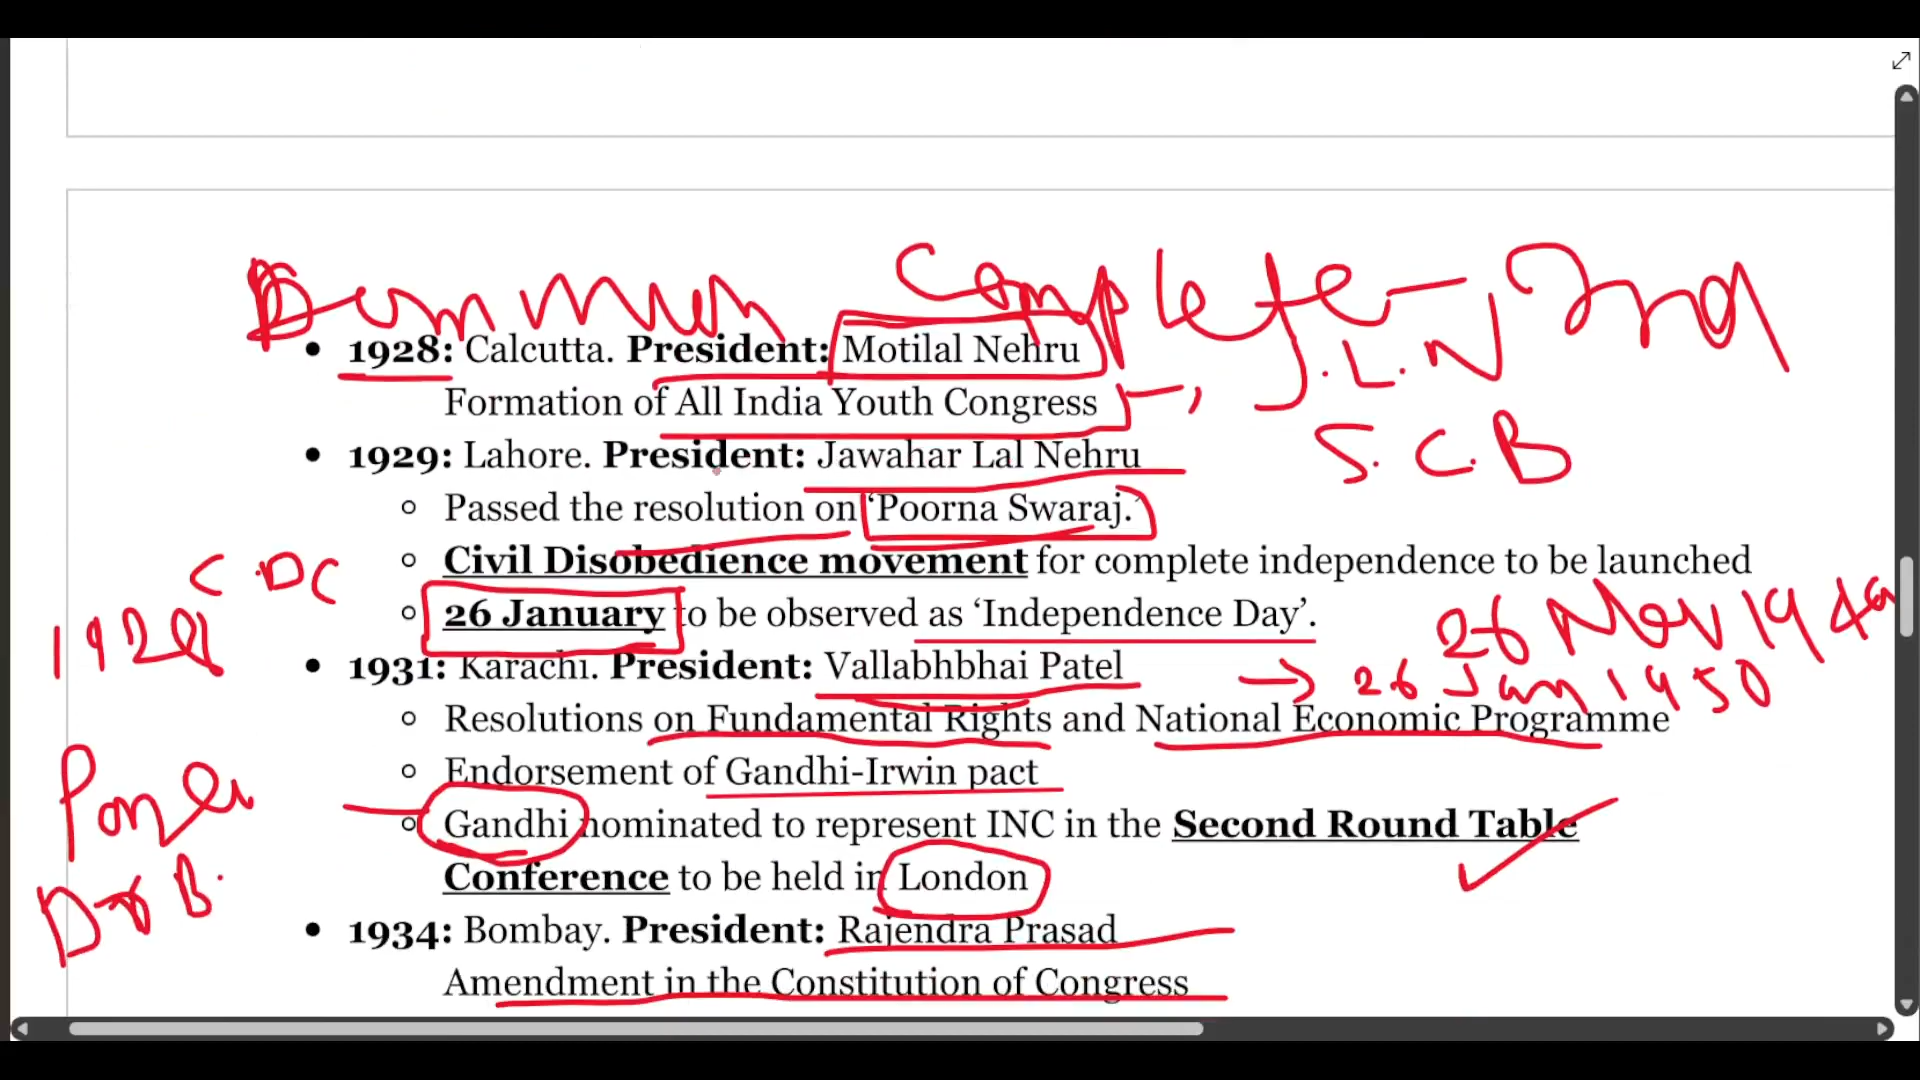 Complete - Ind
• 1928: Calcutta. President: Motilal Nehru
J.L.N
Formation of All India Youth Congress
S.C.B
• 1929: Lahore. President: Jawahar Lal Nehru
○ Passed the resolution on ‘Poorna Swaraj.’
○ Civil Disobedience movement for complete independence to be launched
○ 26 January to be observed as ‘Independence Day’.
26 Nov 1949
• 1931: Karachi. President: Vallabhbhai Patel
→ 26 Jan 1950
○ Resolutions on Fundamental Rights and National Economic Programme
○ Endorsement of Gandhi-Irwin pact
○ Gandhi nominated to represent INC in the Second Round Table
Conference to be held in London
Dr B.
• 1934: Bombay. President: Rajendra Prasad
Amendment in the Constitution of Congress